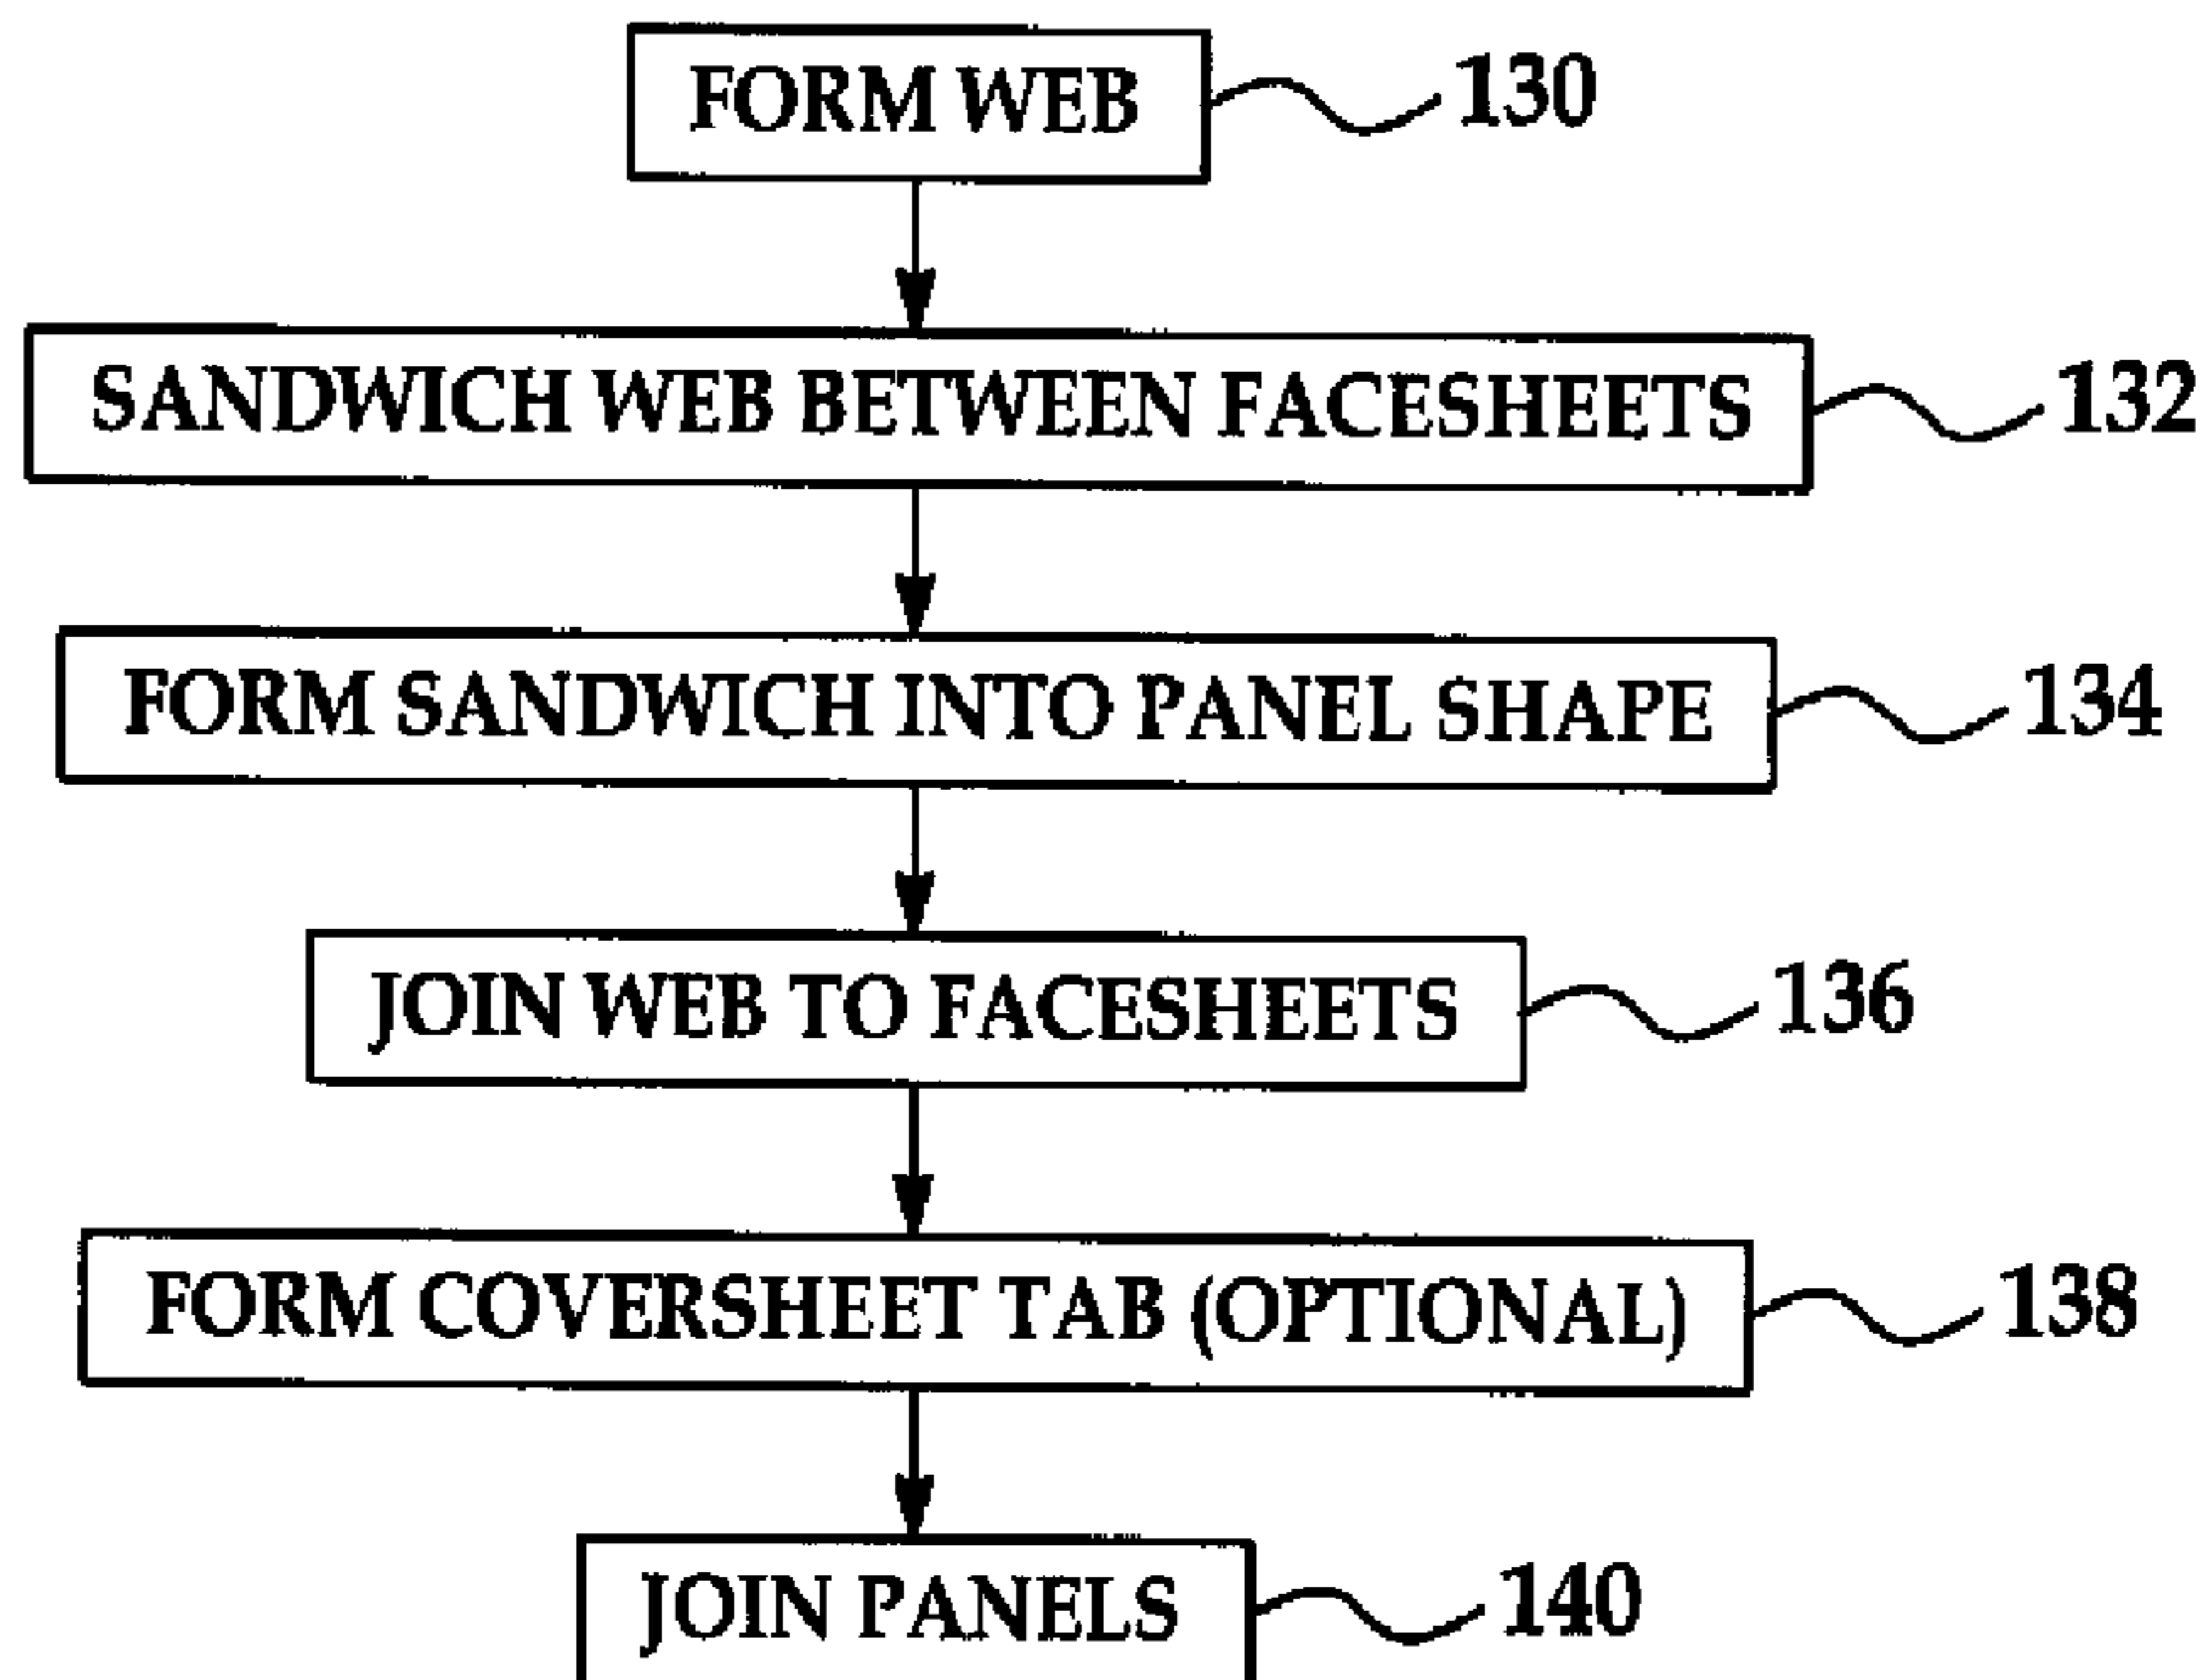 FORM WEB 130
SANDWICH WEB BETWEEN FACESHEETS 132
FORM SANDWICH INTO PANEL SHAPE 134
JOIN WEB TO FACESHEETS 136
FORM COVERSHEET TAB (OPTIONAL) 138
JOIN PANELS 140